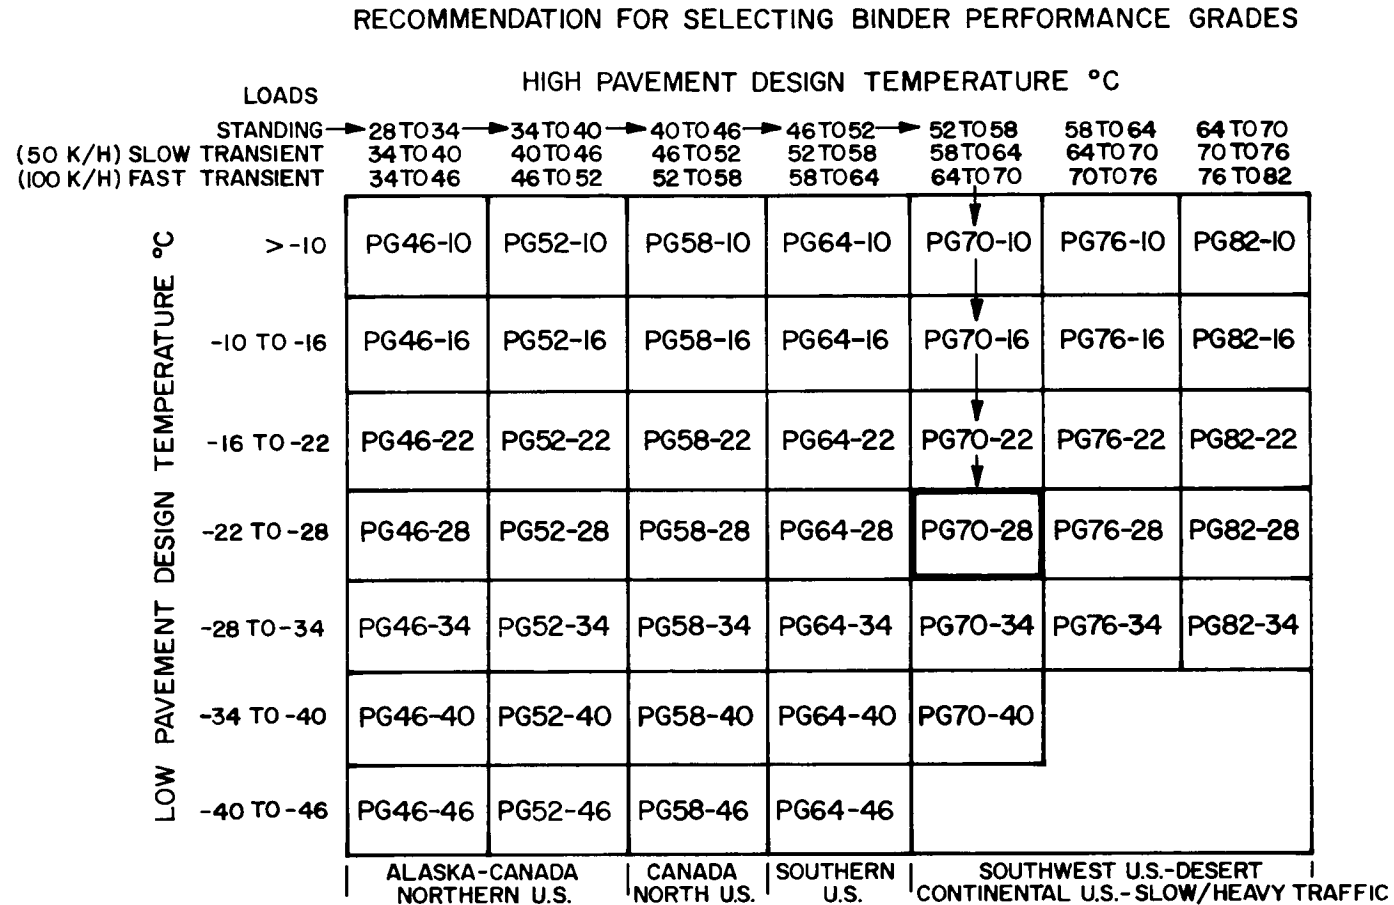 RECOMMENDATION FOR SELECTING BINDER PERFORMANCE GRADES
HIGH PAVEMENT DESIGN TEMPERATURE °C
LOADS
STANDING 28 TO 34 34 TO 40 40 TO 46 46 TO 52 52 TO 58 58 TO 64 64 TO 70
(50 K/H) SLOW TRANSIENT 34 TO 40 40 TO 46 46 TO 52 52 TO 58 58 TO 64 64 TO 70 70 TO 76
(100 K/H) FAST TRANSIENT 34 TO 46 46 TO 52 52 TO 58 58 TO 64 64 TO 70 70 TO 76 76 TO 82
LOW PAVEMENT DESIGN TEMPERATURE °C
> -10 PG46-10 PG52-10 PG58-10 PG64-10 PG70-10 PG76-10 PG82-10
-10 TO -16 PG46-16 PG52-16 PG58-16 PG64-16 PG70-16 PG76-16 PG82-16
-16 TO -22 PG46-22 PG52-22 PG58-22 PG64-22 PG70-22 PG76-22 PG82-22
-22 TO -28 PG46-28 PG52-28 PG58-28 PG64-28 PG70-28 PG76-28 PG82-28
-28 TO -34 PG46-34 PG52-34 PG58-34 PG64-34 PG70-34 PG76-34 PG82-34
-34 TO -40 PG46-40 PG52-40 PG58-40 PG64-40 PG70-40
-40 TO -46 PG46-46 PG52-46 PG58-46 PG64-46
ALASKA-CANADA CANADA SOUTHERN SOUTHWEST U.S.-DESERT
NORTHERN U.S. NORTH U.S. U.S. CONTINENTAL U.S.-SLOW/HEAVY TRAFFIC